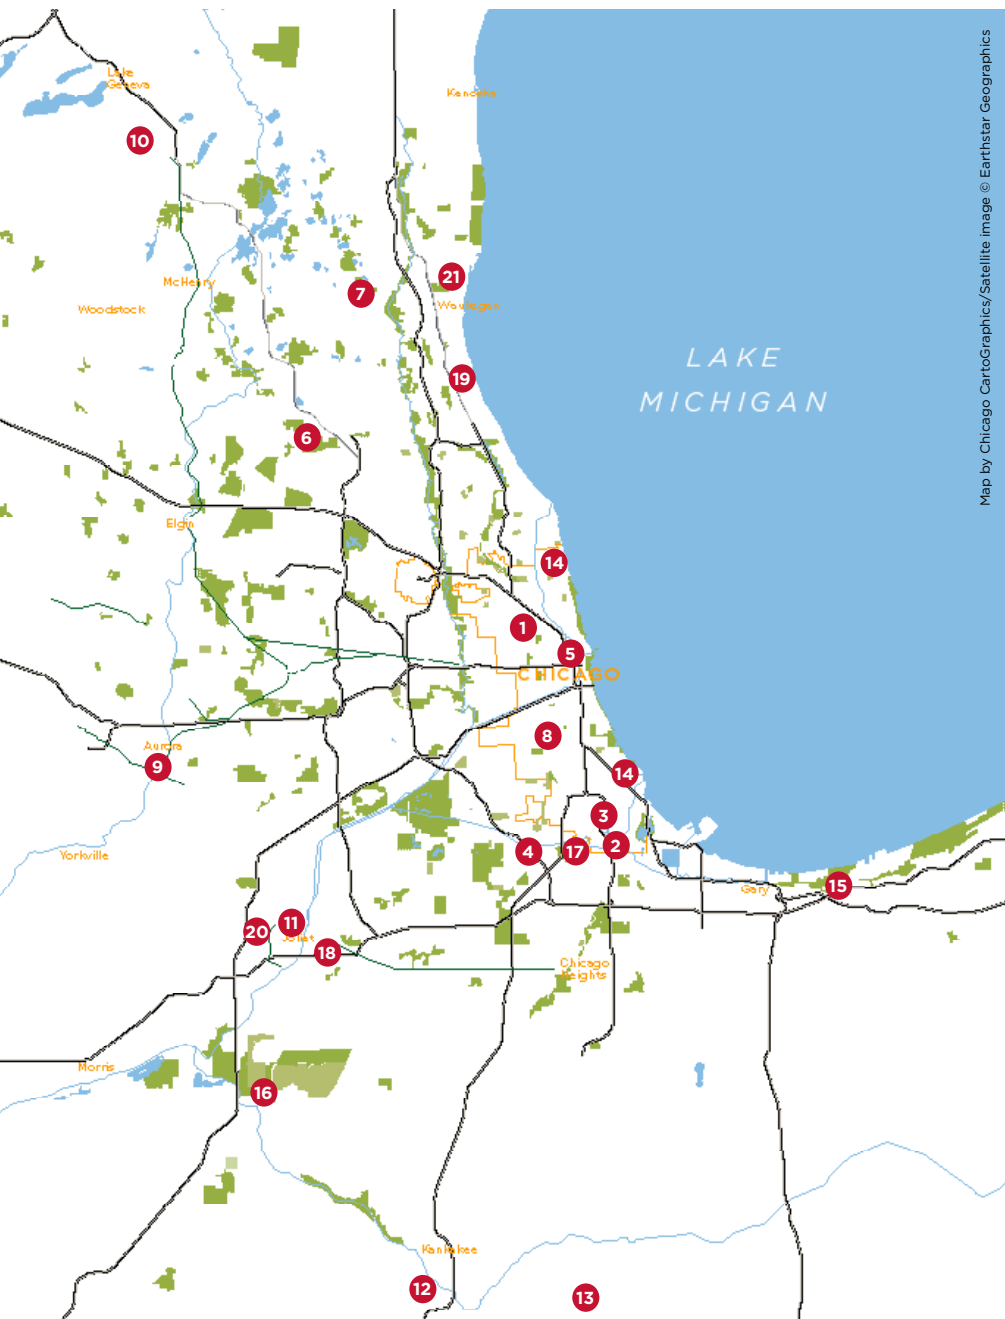 Map by Chicago CartoGraphics/Satellite image © Earthstar Geographics
Lake
Geneva
Kenosha
10
McHenry
21
7
Woodstock
Waukegan
LAKE
MICHIGAN
19
6
Elgin
14
1
5
CHICAGO
8
Aurora
9
14
3
2
4
17
Yorkville
15
Gary
11
20
Joliet
18
Chicago
Heights
Morris
16
Kankakee
12
13